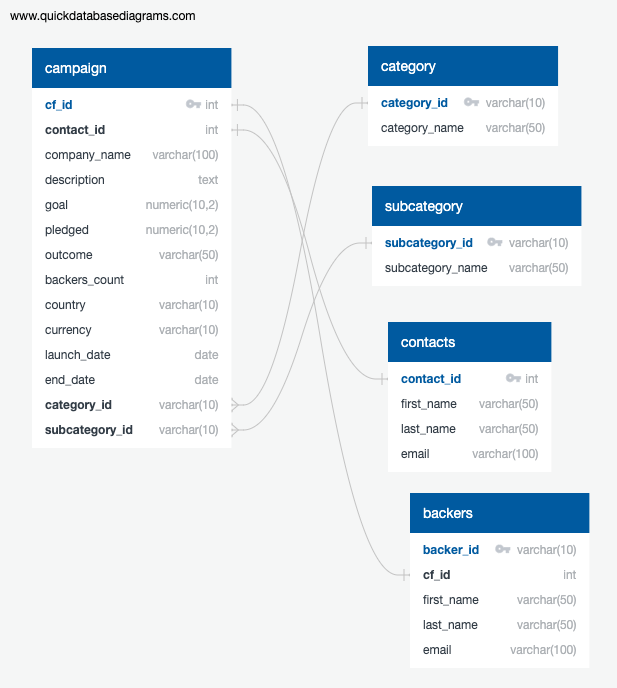 www.quickdatabasediagrams.com
campaign
cf_id int
contact_id int
company_name varchar(100)
description text
goal numeric(10,2)
pledged numeric(10,2)
outcome varchar(50)
backers_count int
country varchar(10)
currency varchar(10)
launch_date date
end_date date
category_id varchar(10)
subcategory_id varchar(10)
category
category_id varchar(10)
category_name varchar(50)
subcategory
subcategory_id varchar(10)
subcategory_name varchar(50)
contacts
contact_id int
first_name varchar(50)
last_name varchar(50)
email varchar(100)
backers
backer_id varchar(10)
cf_id int
first_name varchar(50)
last_name varchar(50)
email varchar(100)